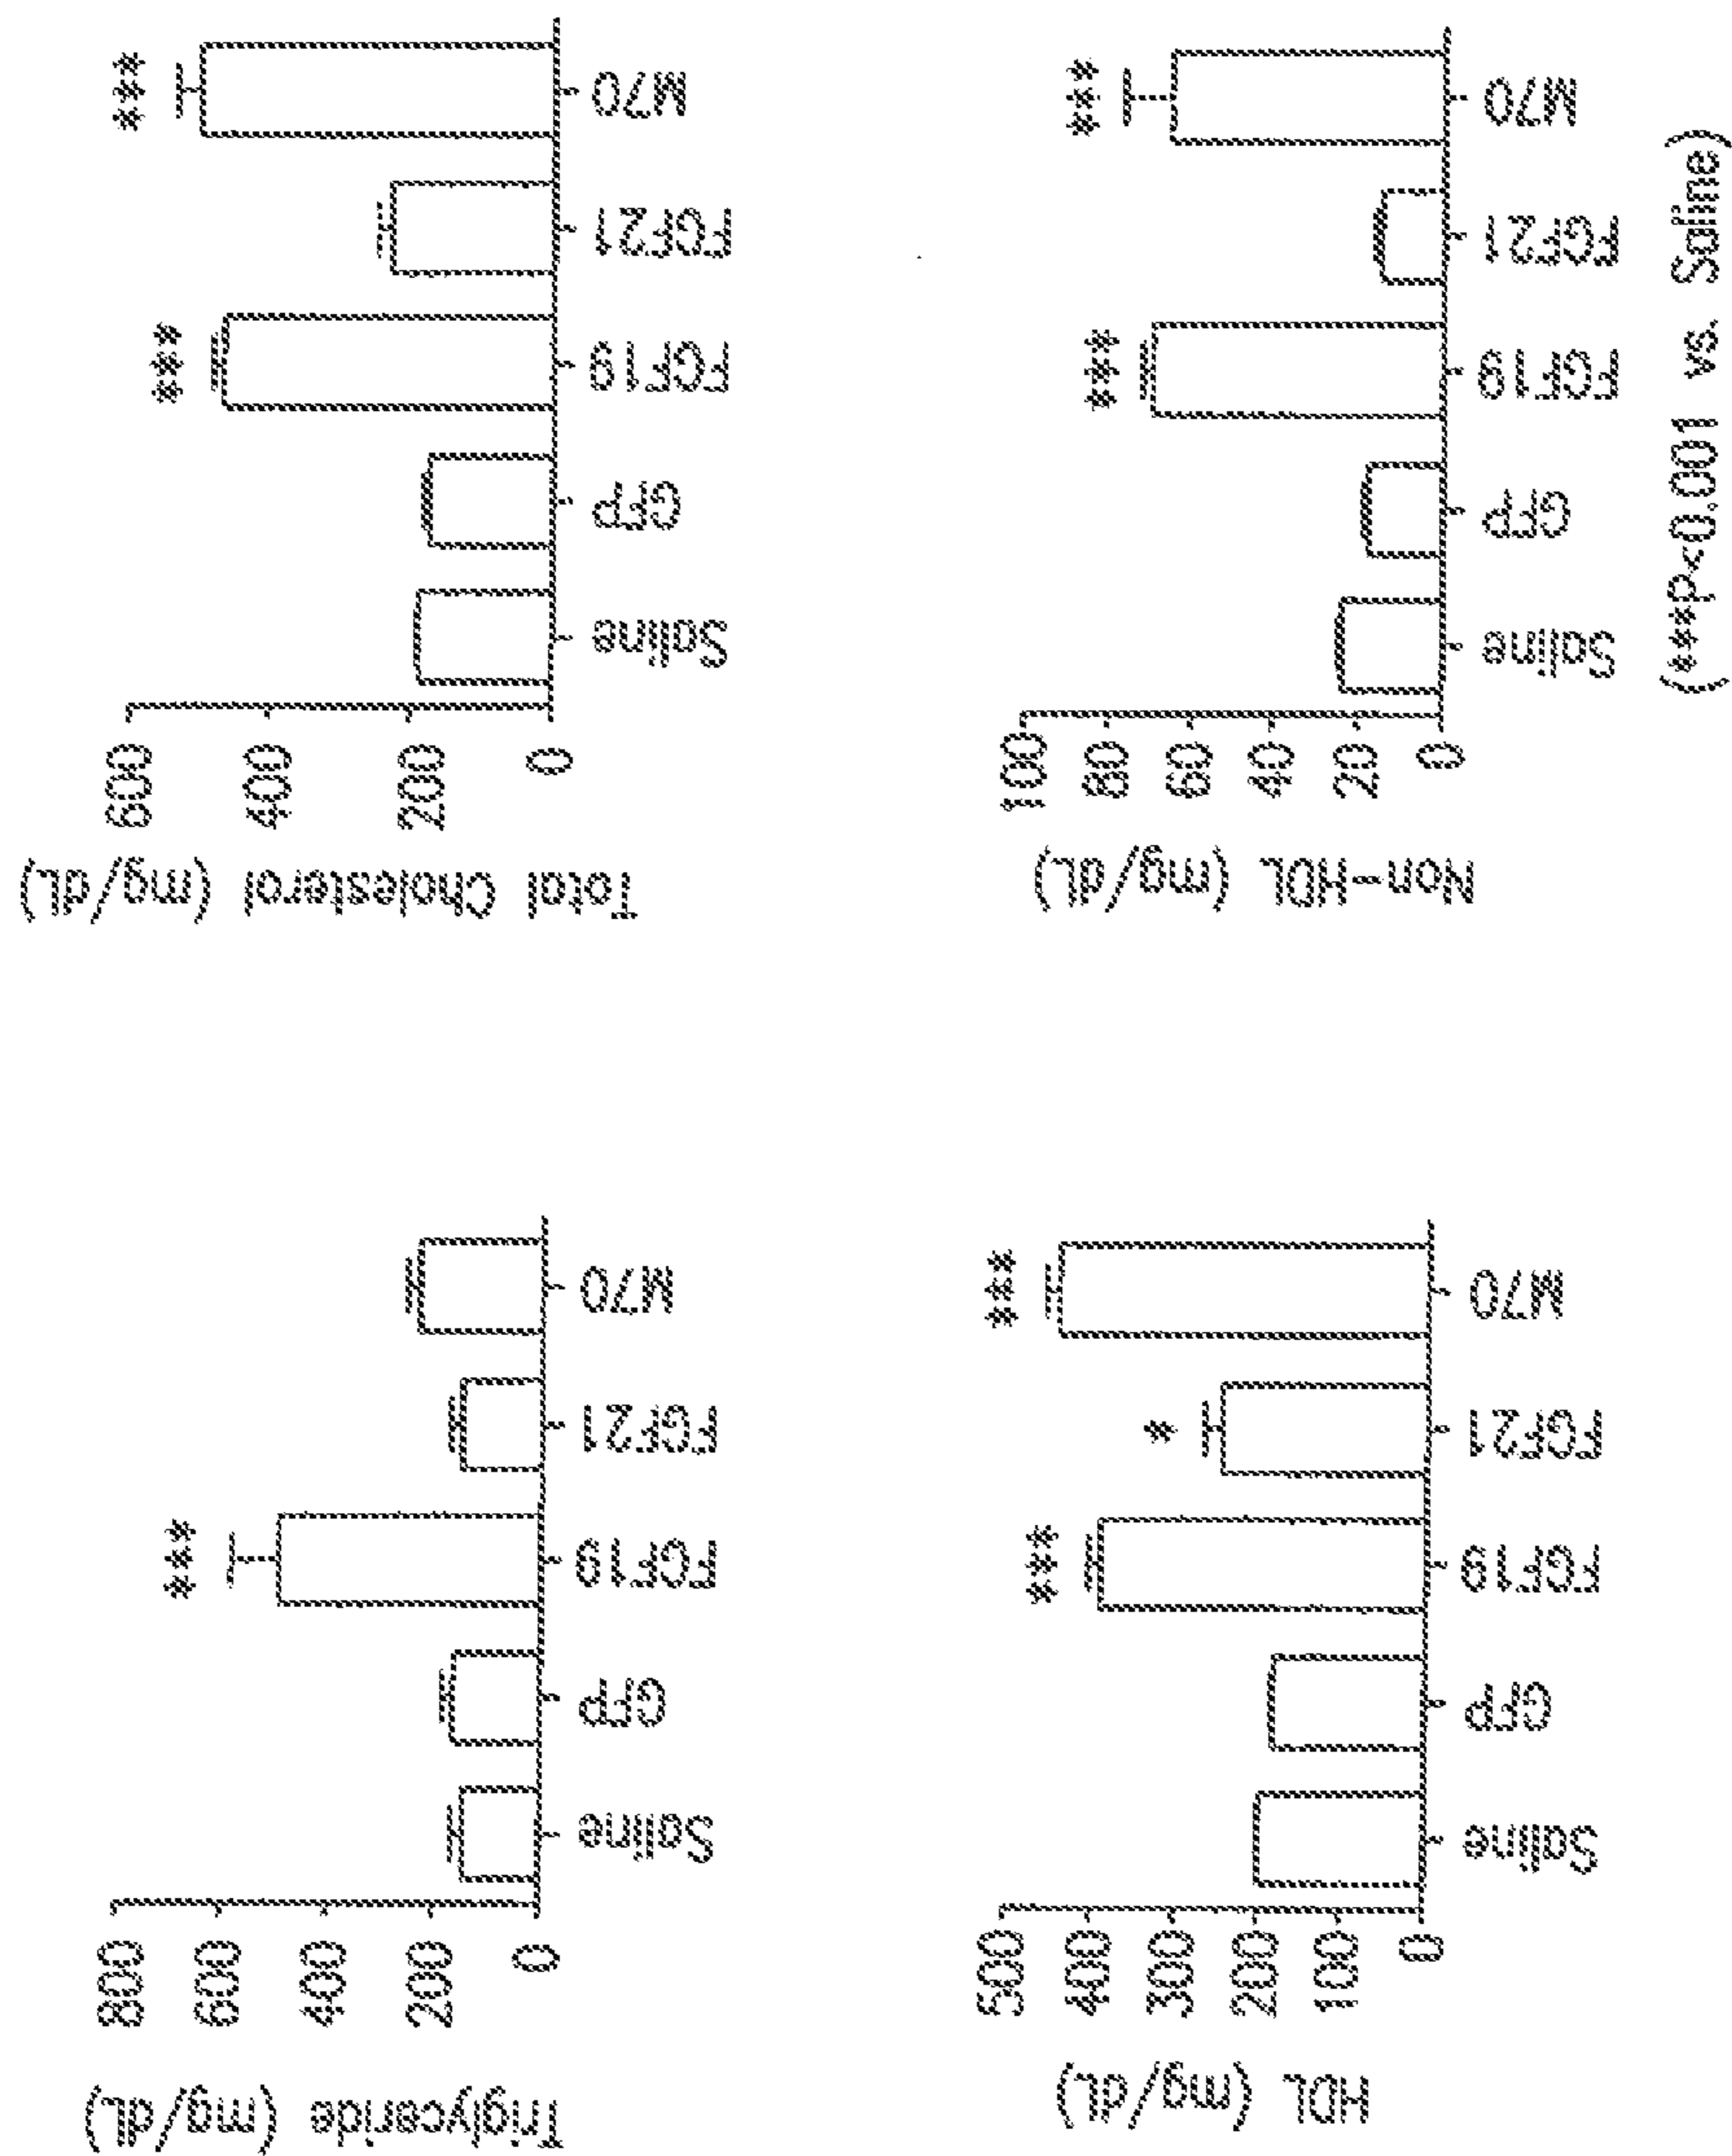 Triglyceride (mg/dL)
800
600
400
200
0
***
Saline
GFP
FGF19
FGF21
M70
Total Cholesterol (mg/dL)
600
400
200
0
***
***
Saline
GFP
FGF19
FGF21
M70
HDL (mg/dL)
500
400
300
200
100
0
***
*
***
Saline
GFP
FGF19
FGF21
M70
Non-HDL (mg/dL)
100
80
60
40
20
0
***
***
Saline
GFP
FGF19
FGF21
M70
(***P<0.001 vs. Saline)